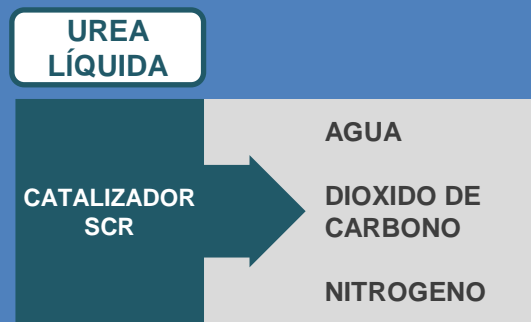 UREA
LÍQUIDA
CATALIZADOR
SCR
AGUA
DIOXIDO DE
CARBONO
NITROGENO